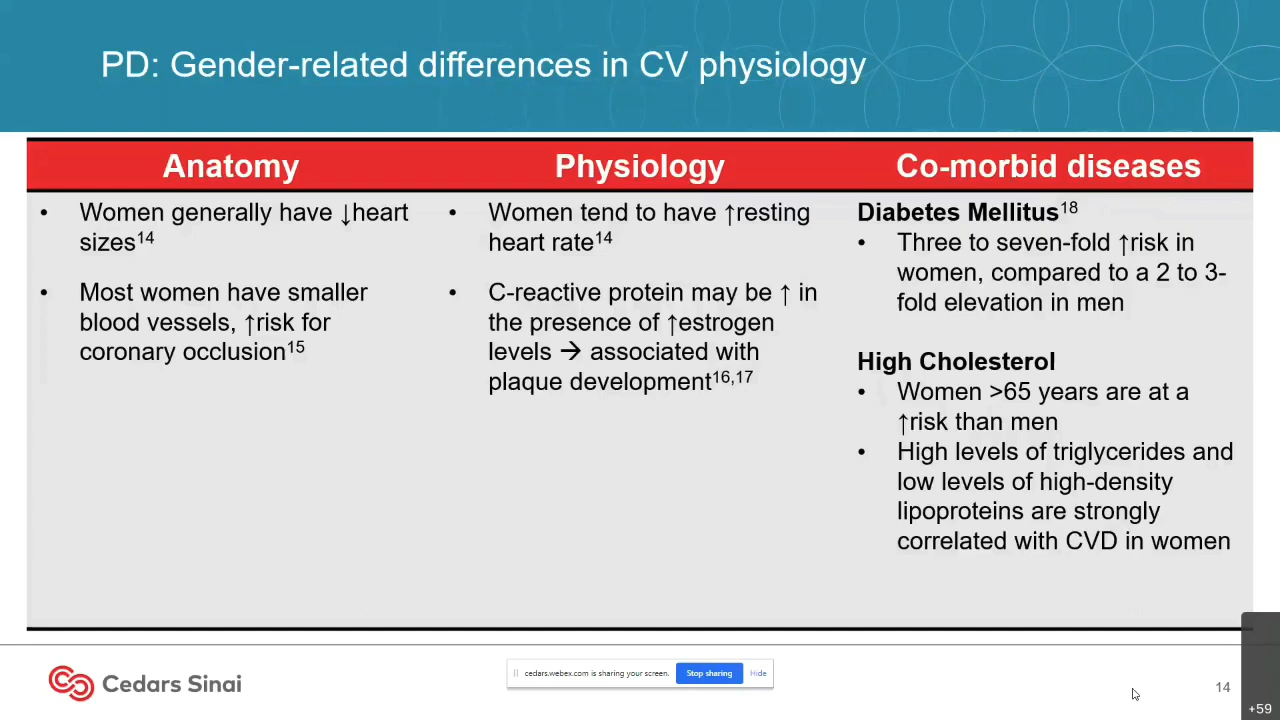 PD: Gender-related differences in CV physiology
Anatomy
• Women generally have ↓heart
sizes14
• Most women have smaller
blood vessels, ↑risk for
coronary occlusion15
Physiology
• Women tend to have ↑resting
heart rate14
• C-reactive protein may be ↑ in
the presence of ↑estrogen
levels → associated with
plaque development16,17
Co-morbid diseases
Diabetes Mellitus18
• Three to seven-fold ↑risk in
women, compared to a 2 to 3-
fold elevation in men
High Cholesterol
• Women >65 years are at a
↑risk than men
• High levels of triglycerides and
low levels of high-density
lipoproteins are strongly
correlated with CVD in women
Cedars Sinai
cedars.webex.com is sharing your screen. Stop sharing Hide
14
+59